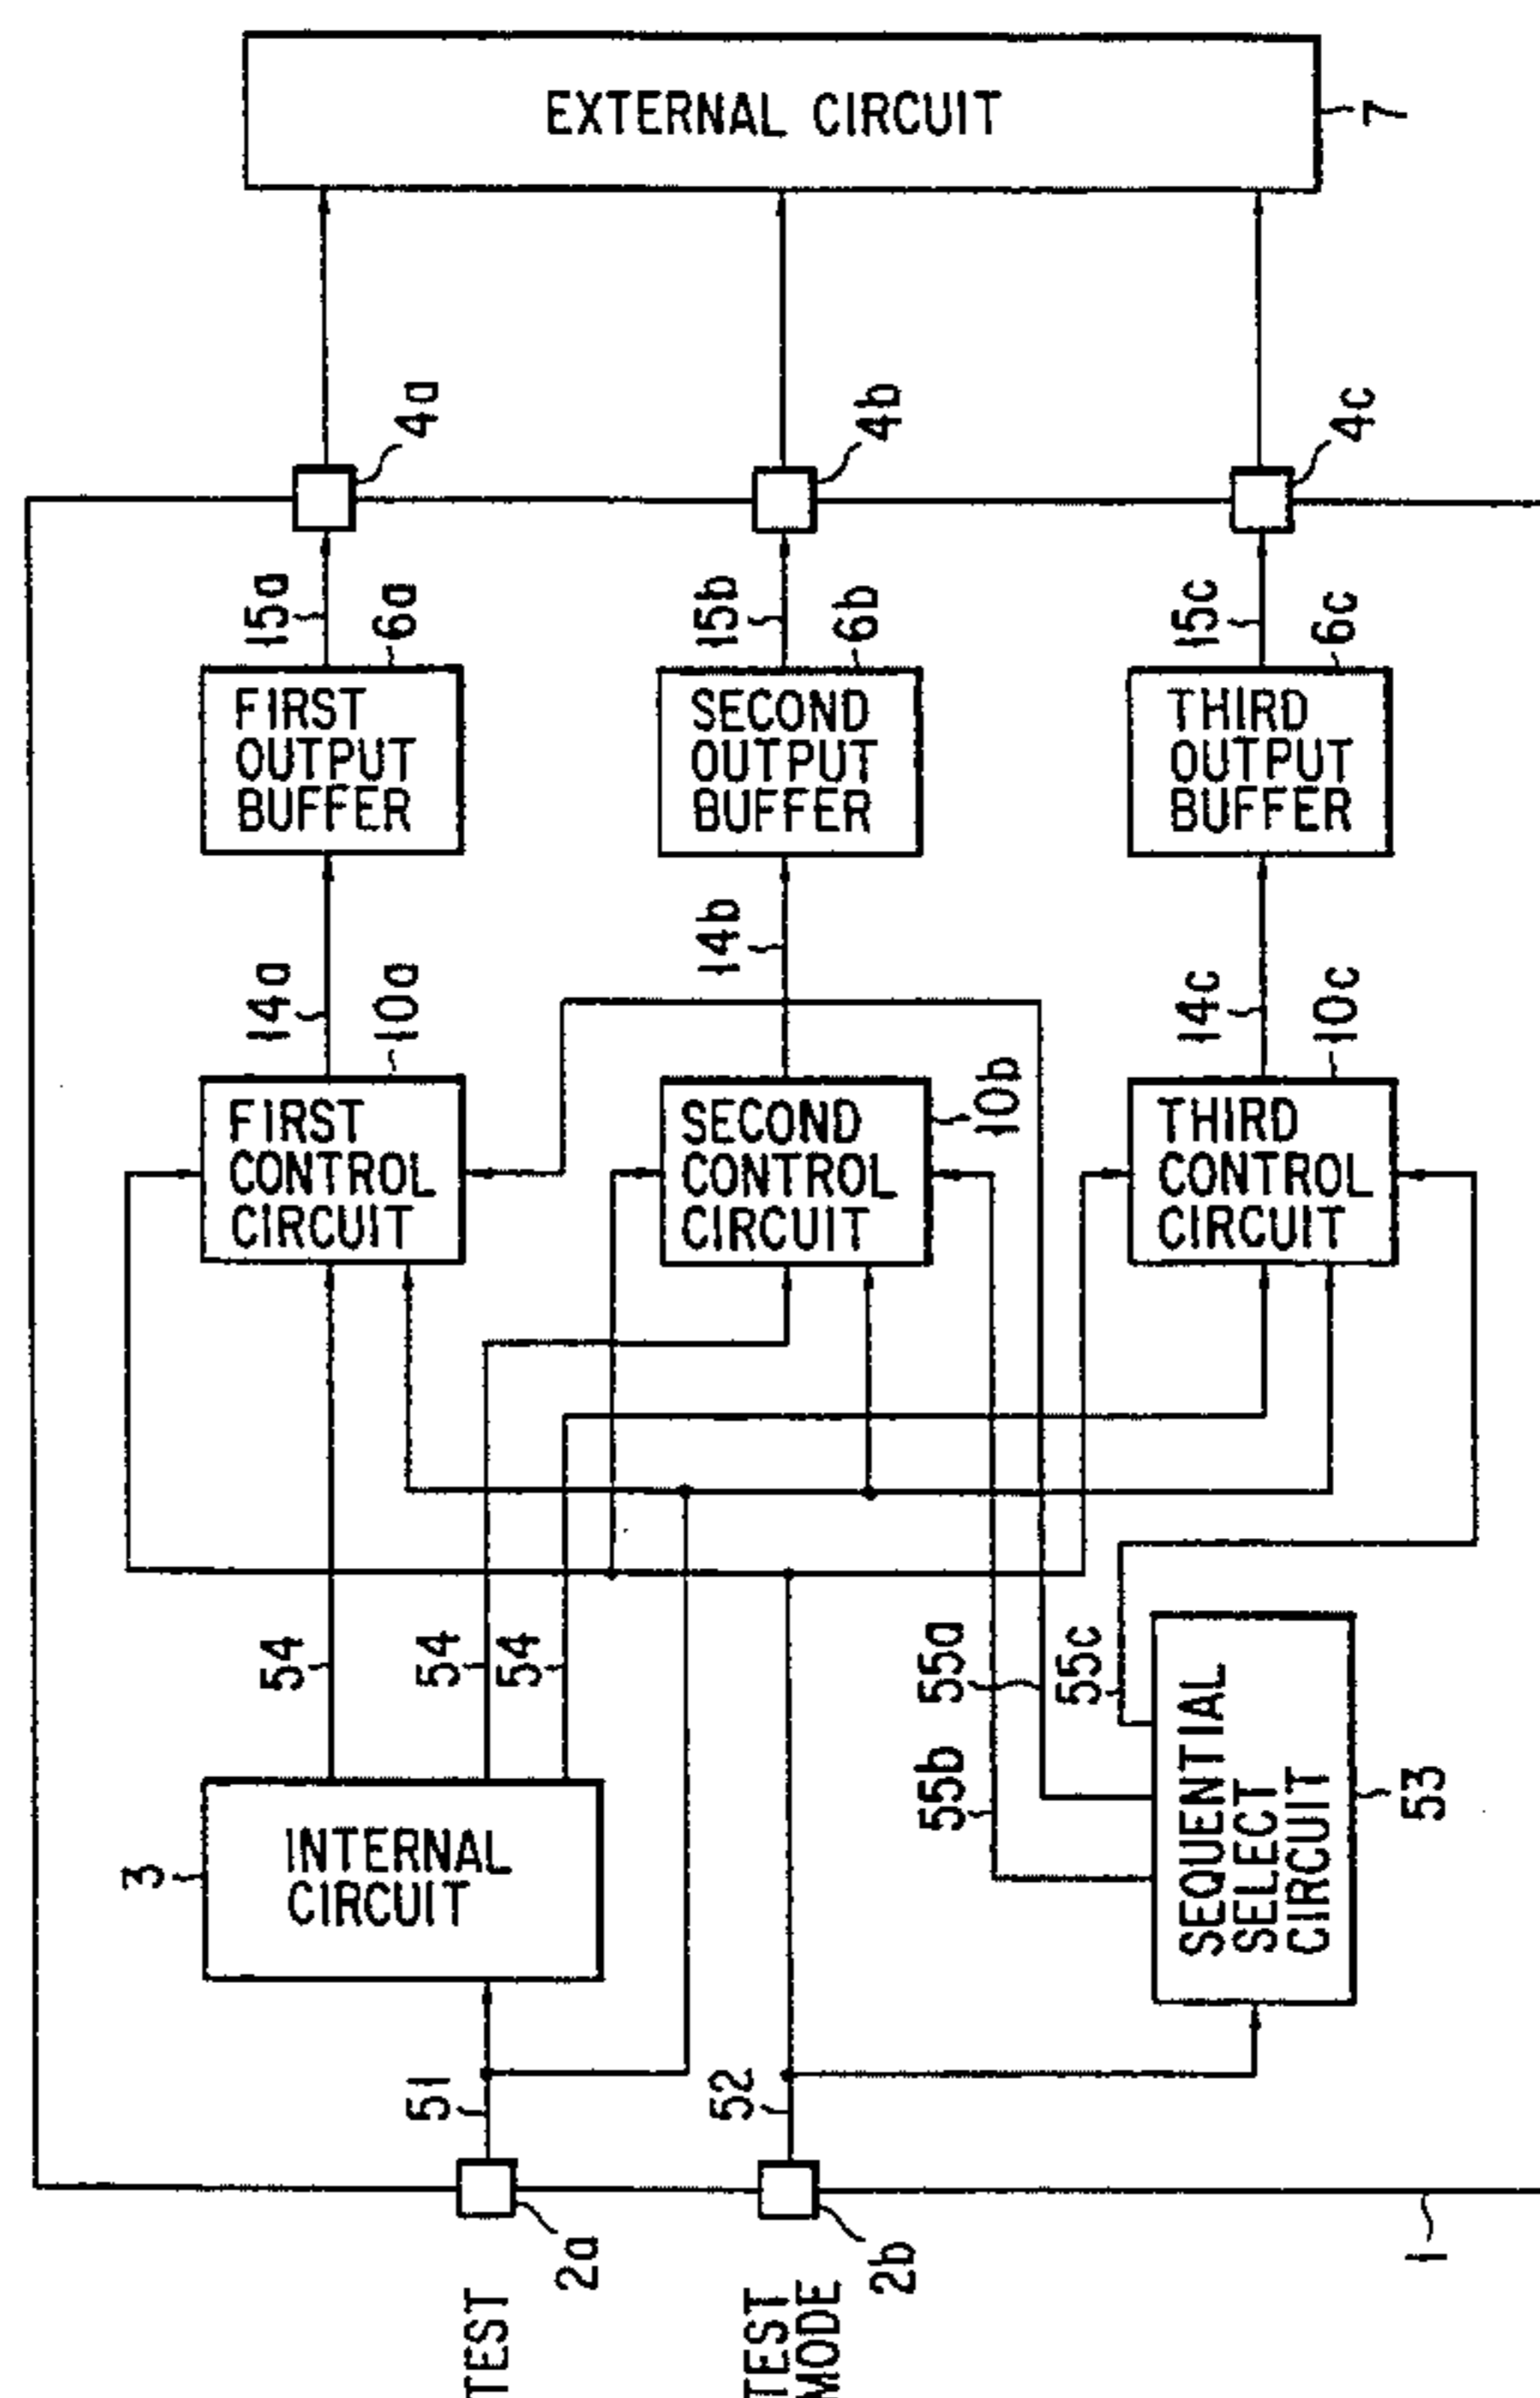 EXTERNAL CIRCUIT
7
4a
4b
4c
15a
6a
15b
6b
15c
6c
FIRST
OUTPUT
BUFFER
SECOND
OUTPUT
BUFFER
THIRD
OUTPUT
BUFFER
14a
10a
14b
14c
10c
FIRST
CONTROL
CIRCUIT
SECOND
CONTROL
CIRCUIT
10b
THIRD
CONTROL
CIRCUIT
54
54
54
55a
55c
55b
3
INTERNAL
CIRCUIT
SEQUENTIAL
SELECT
CIRCUIT
53
51
52
2a
2b
1
TEST
TEST
MODE